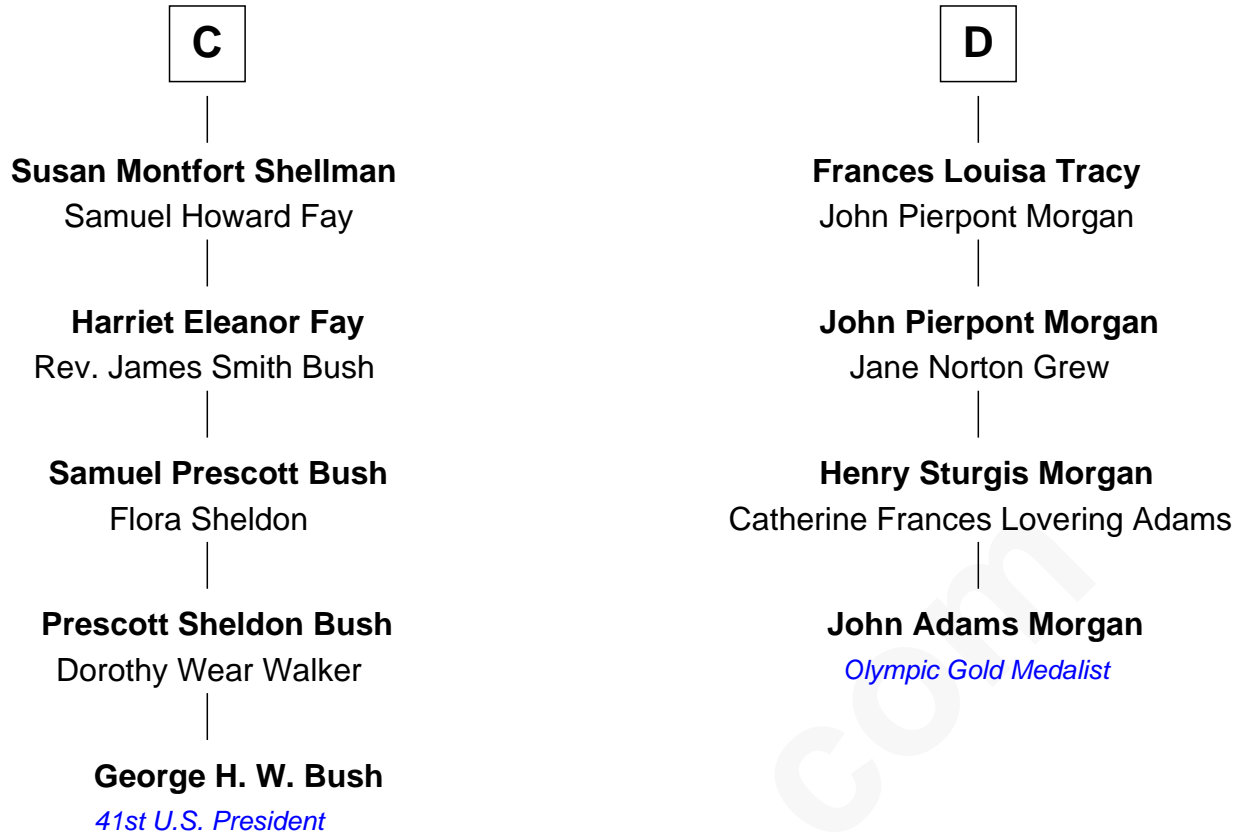 C
Susan Montfort Shellman
Samuel Howard Fay
Harriet Eleanor Fay
Rev. James Smith Bush
Samuel Prescott Bush
Flora Sheldon
Prescott Sheldon Bush
Dorothy Wear Walker
George H. W. Bush
41st U.S. President
D
Frances Louisa Tracy
John Pierpont Morgan
John Pierpont Morgan
Jane Norton Grew
Henry Sturgis Morgan
Catherine Frances Lovering Adams
John Adams Morgan
Olympic Gold Medalist
com